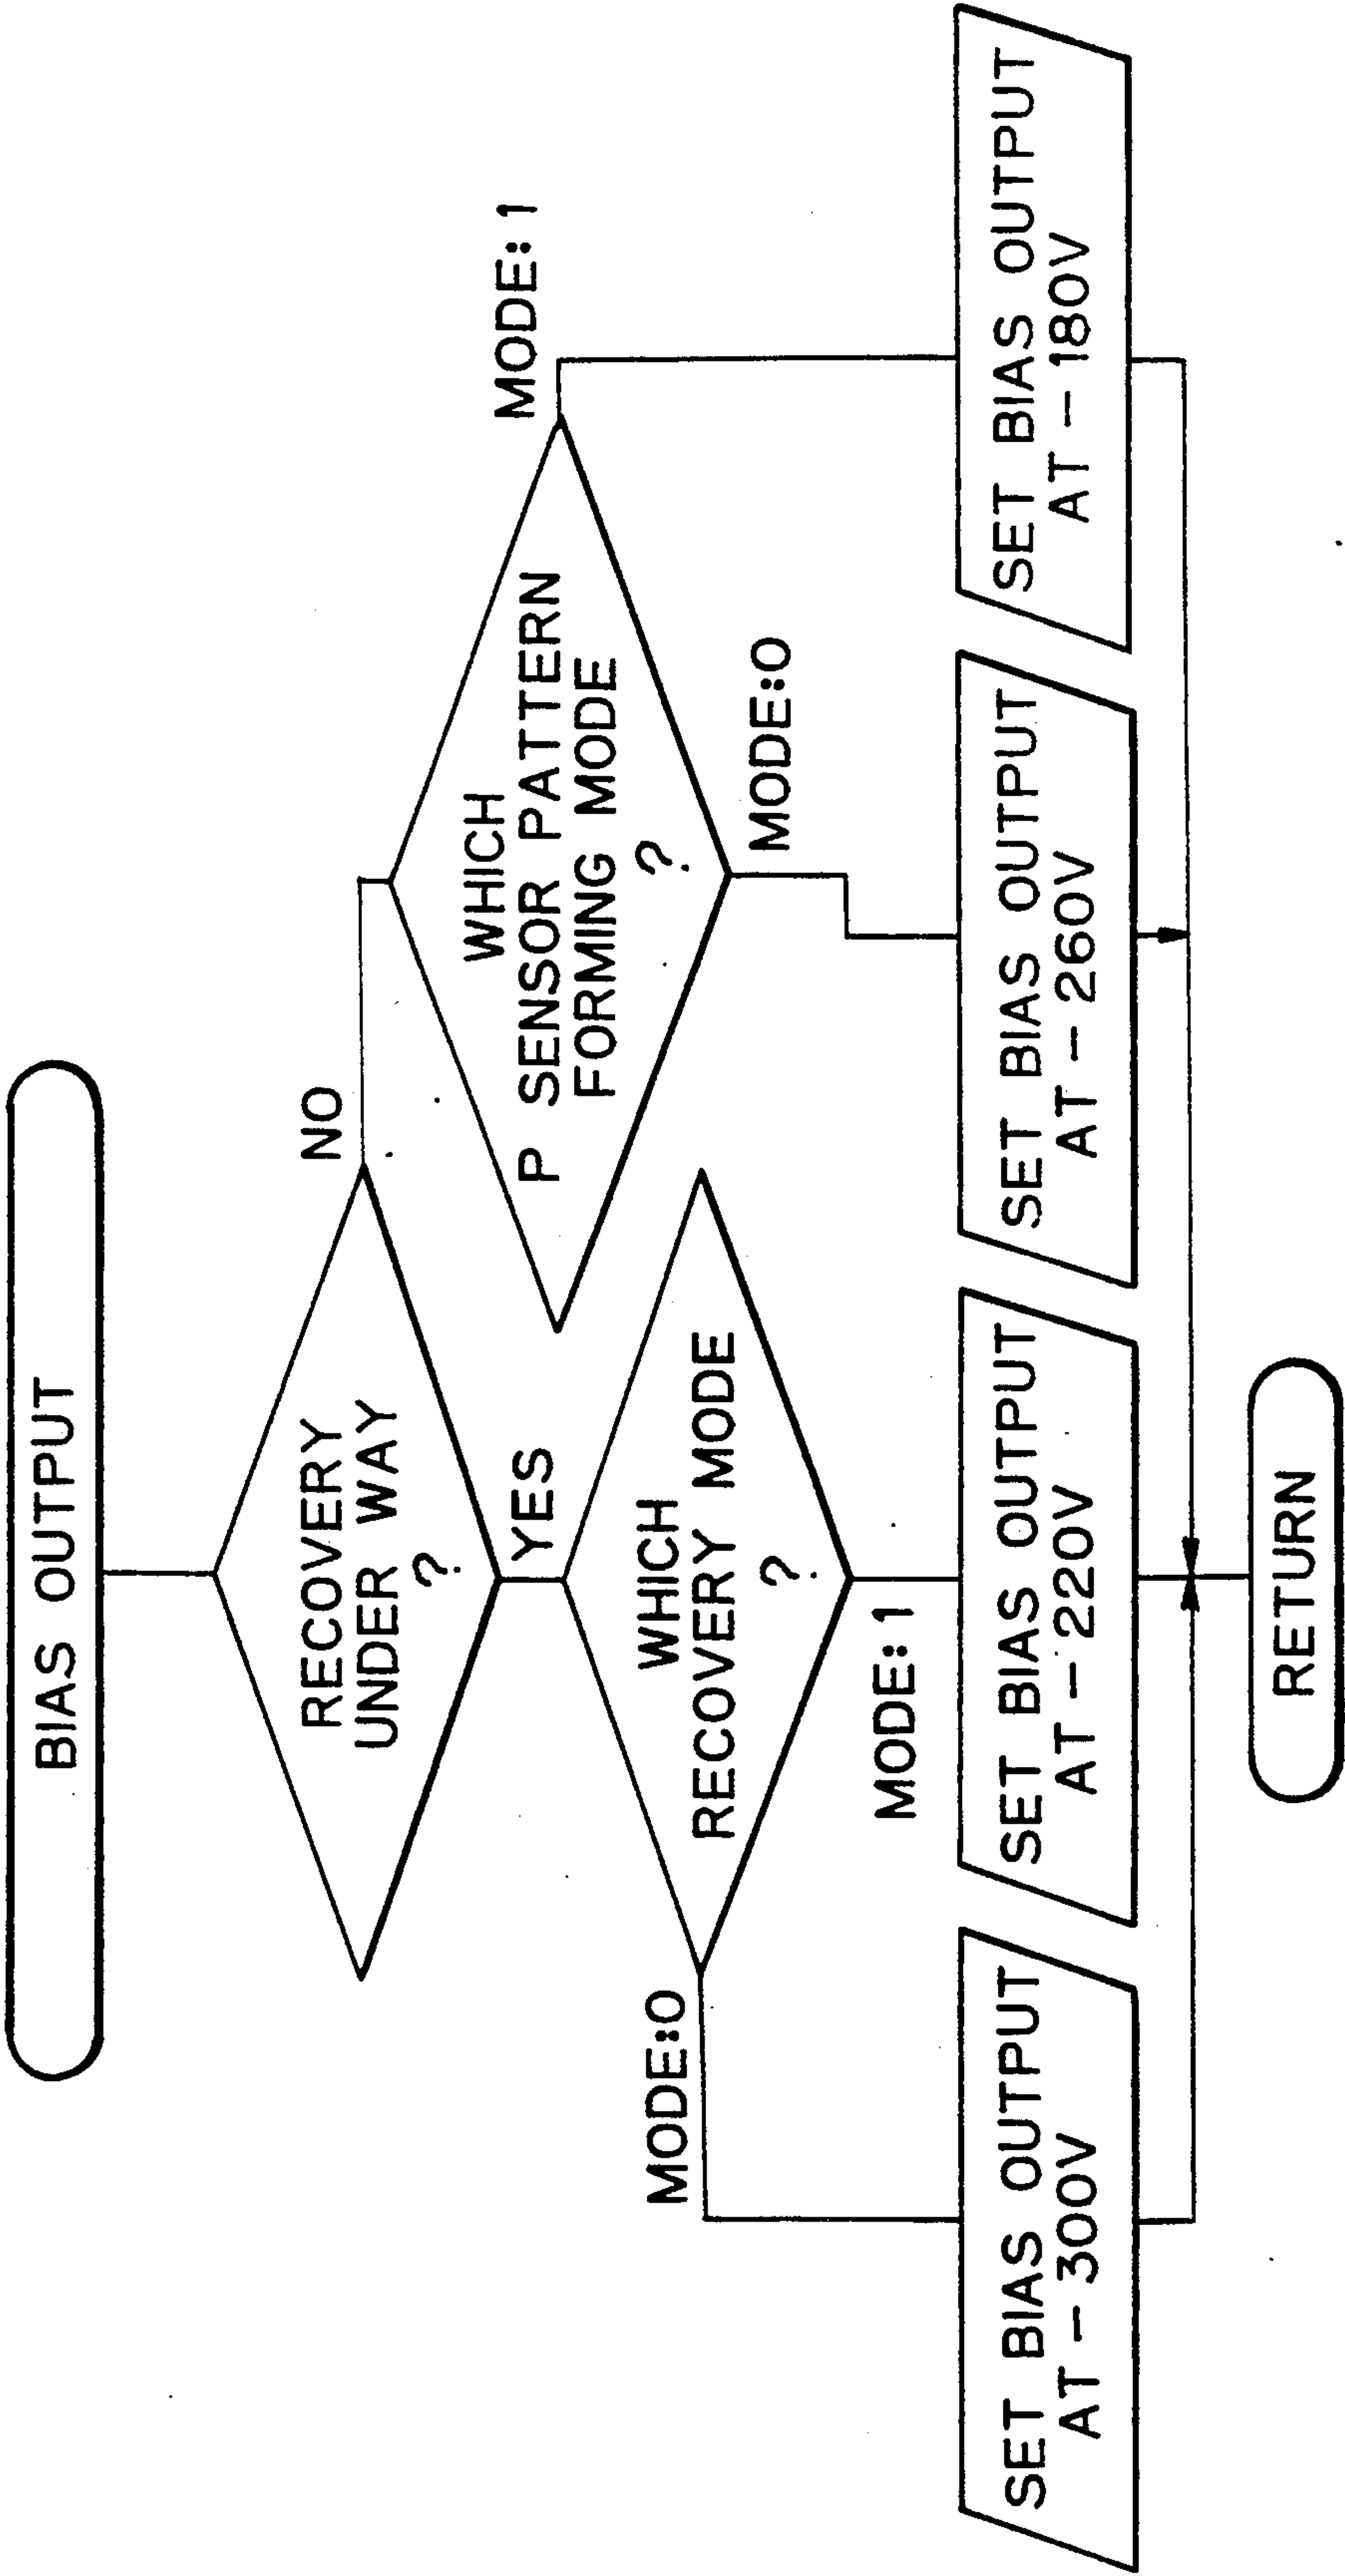 BIAS OUTPUT
RECOVERY
UNDER WAY
?
NO
YES
WHICH
P SENSOR PATTERN
FORMING MODE
?
MODE: 1
MODE:0
WHICH
RECOVERY MODE
?
MODE:0
MODE: 1
SET BIAS OUTPUT
AT - 300V
SET BIAS OUTPUT
AT - 220V
SET BIAS OUTPUT
AT - 260V
SET BIAS OUTPUT
AT - 180V
RETURN